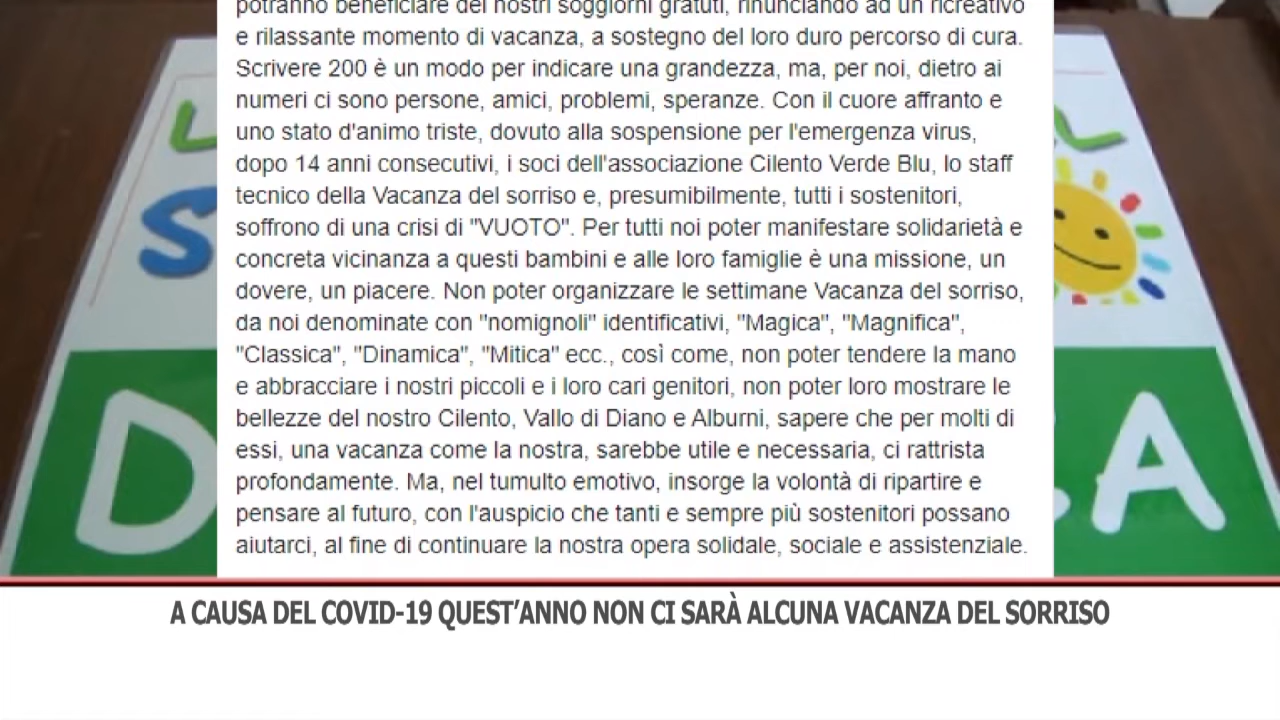 potranno beneficiare dei nostri soggiorni gratuti, rinunciando ad un ricreativo
e rilassante momento di vacanza, a sostegno del loro duro percorso di cura.
Scrivere 200 è un modo per indicare una grandezza, ma, per noi, dietro ai
numeri ci sono persone, amici, problemi, speranze. Con il cuore affranto e
uno stato d'animo triste, dovuto alla sospensione per l'emergenza virus,
dopo 14 anni consecutivi, i soci dell'associazione Cilento Verde Blu, lo staff
tecnico della Vacanza del sorriso e, presumibilmente, tutti i sostenitori,
soffrono di una crisi di "VUOTO". Per tutti noi poter manifestare solidarietà e
concreta vicinanza a questi bambini e alle loro famiglie è una missione, un
dovere, un piacere. Non poter organizzare le settimane Vacanza del sorriso,
da noi denominate con "nomignoli" identificativi, "Magica", "Magnifica",
"Classica", "Dinamica", "Mitica" ecc., così come, non poter tendere la mano
e abbracciare i nostri piccoli e i loro cari genitori, non poter loro mostrare le
bellezze del nostro Cilento, Vallo di Diano e Alburni, sapere che per molti di
essi, una vacanza come la nostra, sarebbe utile e necessaria, ci rattrista
profondamente. Ma, nel tumulto emotivo, insorge la volontà di ripartire e
pensare al futuro, con l'auspicio che tanti e sempre più sostenitori possano
aiutarci, al fine di continuare la nostra opera solidale, sociale e assistenziale.
A CAUSA DEL COVID-19 QUEST'ANNO NON CI SARÀ ALCUNA VACANZA DEL SORRISO